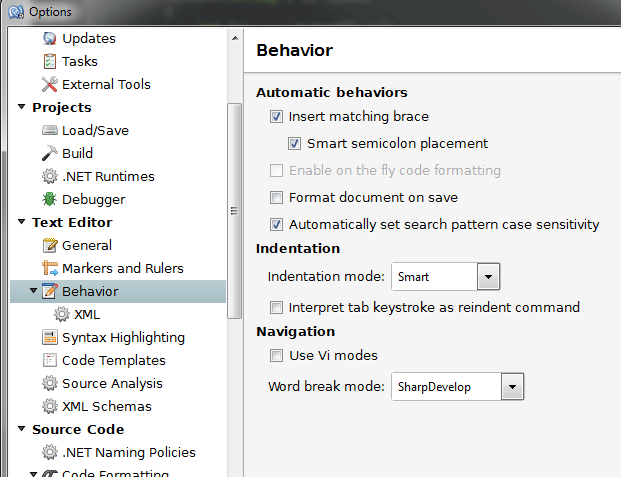 Options
Updates
Tasks
External Tools
Projects
Load/Save
Build
.NET Runtimes
Debugger
Text Editor
General
Markers and Rulers
Behavior
XML
Syntax Highlighting
Code Templates
Source Analysis
XML Schemas
Source Code
.NET Naming Policies
Code Formatting
Behavior
Automatic behaviors
Insert matching brace
Smart semicolon placement
Enable on the fly code formatting
Format document on save
Automatically set search pattern case sensitivity
Indentation
Indentation mode: Smart
Interpret tab keystroke as reindent command
Navigation
Use Vi modes
Word break mode: SharpDevelop